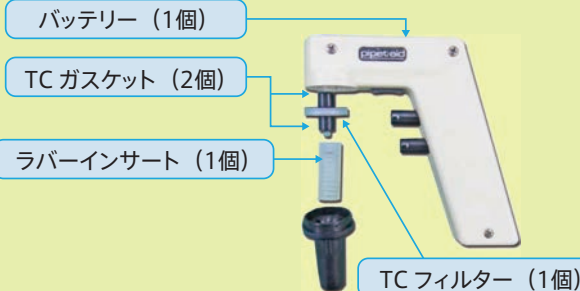 バッテリー（1個）
pipet-aid
TC ガスケット（2個）
ラバーインサート（1個）
TC フィルター（1個）